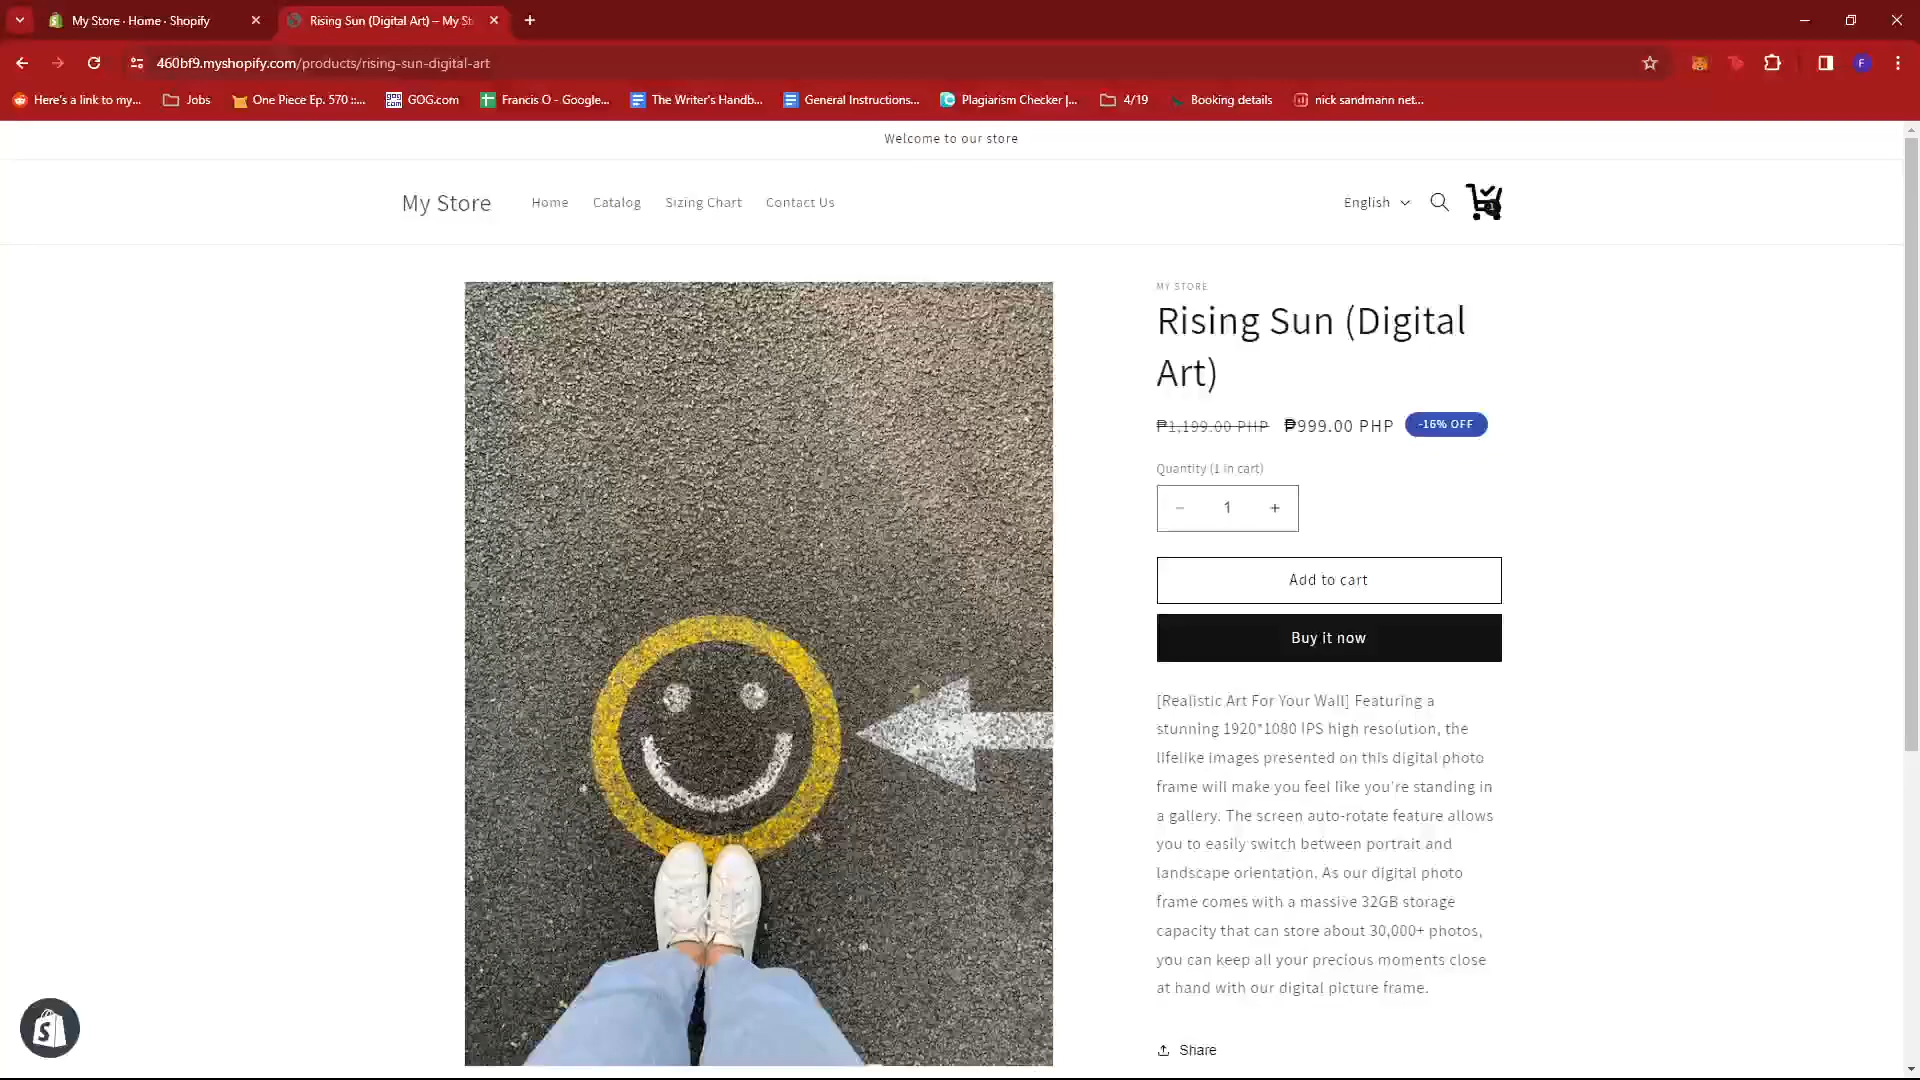 My Store · Home · Shopify
Rising Sun (Digital Art) – My St
460bf9.myshopify.com/products/rising-sun-digital-art
F
Here's a link to my...
Jobs
One Piece Ep. 570 ::...
GOG.com
Francis O - Google...
The Writer's Handb...
General Instructions...
Plagiarism Checker |...
4/19
Booking details
nick sandmann net...
Welcome to our store
My Store
Home
Catalog
Sizing Chart
Contact Us
English
1
MY STORE
Rising Sun (Digital
Art)
₱1,199.00 PHP ₱999.00 PHP -16% OFF
Quantity (1 in cart)
− 1 +
Add to cart
Buy it now
[Realistic Art For Your Wall] Featuring a
stunning 1920*1080 IPS high resolution, the
lifelike images presented on this digital photo
frame will make you feel like you're standing in
a gallery. The screen auto-rotate feature allows
you to easily switch between portrait and
landscape orientation. As our digital photo
frame comes with a massive 32GB storage
capacity that can store about 30,000+ photos,
you can keep all your precious moments close
at hand with our digital picture frame.
Share